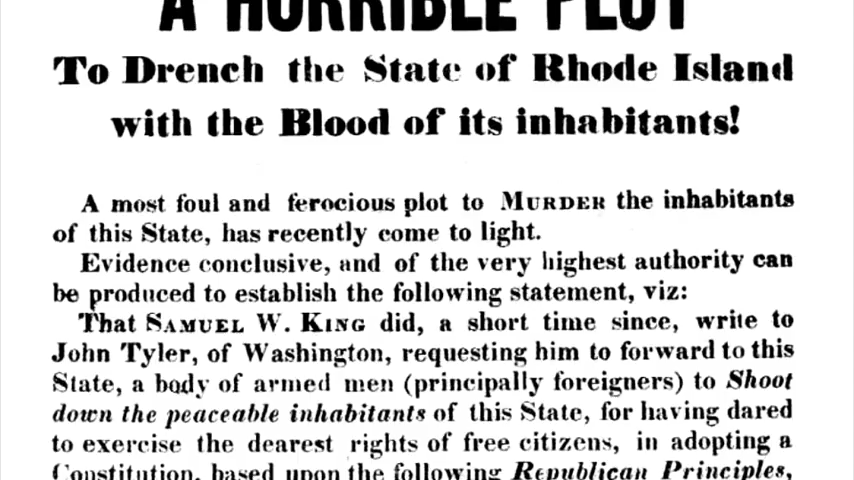 A HORRIBLE PLOT
To Drench the State of Rhode Island
with the Blood of its inhabitants!
A most foul and ferocious plot to MURDER the inhabitants
of this State, has recently come to light.
Evidence conclusive, and of the very highest authority can
be produced to establish the following statement, viz:
That SAMUEL W. KING did, a short time since, write to
John Tyler, of Washington, requesting him to forward to this
State, a body of armed men (principally foreigners) to Shoot
down the peaceable inhabitants of this State, for having dared
to exercise the dearest rights of free citizens, in adopting a
Constitution, based upon the following Republican Principles,